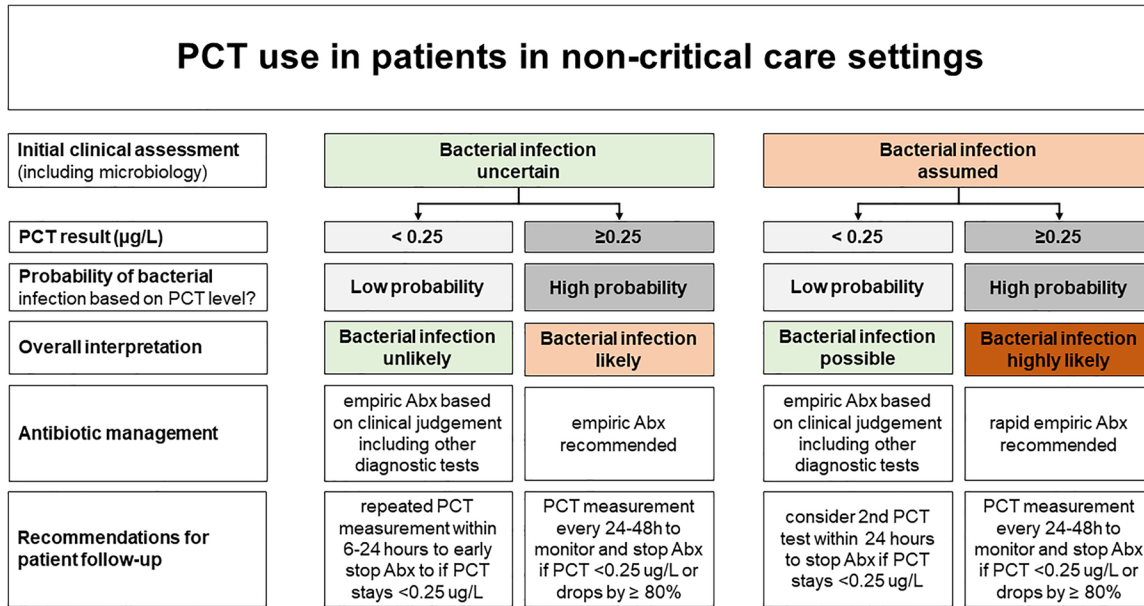 PCT use in patients in non-critical care settings
Initial clinical assessment
(including microbiology)
Bacterial infection
uncertain
Bacterial infection
assumed
PCT result (µg/L)
< 0.25
≥0.25
< 0.25
≥0.25
Probability of bacterial
infection based on PCT level?
Low probability
High probability
Low probability
High probability
Overall interpretation
Bacterial infection
unlikely
Bacterial infection
likely
Bacterial infection
possible
Bacterial infection
highly likely
Antibiotic management
empiric Abx based
on clinical judgement
including other
diagnostic tests
empiric Abx
recommended
empiric Abx based
on clinical judgement
including other
diagnostic tests
rapid empiric Abx
recommended
Recommendations for
patient follow-up
repeated PCT
measurement within
6-24 hours to early
stop Abx to if PCT
stays <0.25 ug/L
PCT measurement
every 24-48h to
monitor and stop Abx
if PCT <0.25 ug/L or
drops by ≥ 80%
consider 2nd PCT
test within 24 hours
to stop Abx if PCT
stays <0.25 ug/L
PCT measurement
every 24-48h to
monitor and stop Abx
if PCT <0.25 ug/L or
drops by ≥ 80%